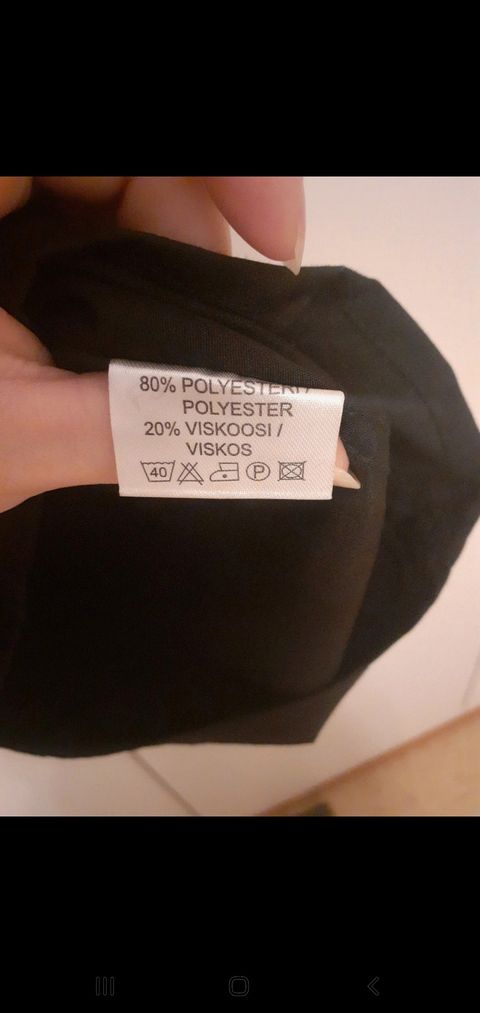 80% POLYESTERI /
POLYESTER
20% VISKOOSI /
VISKOS
40 P